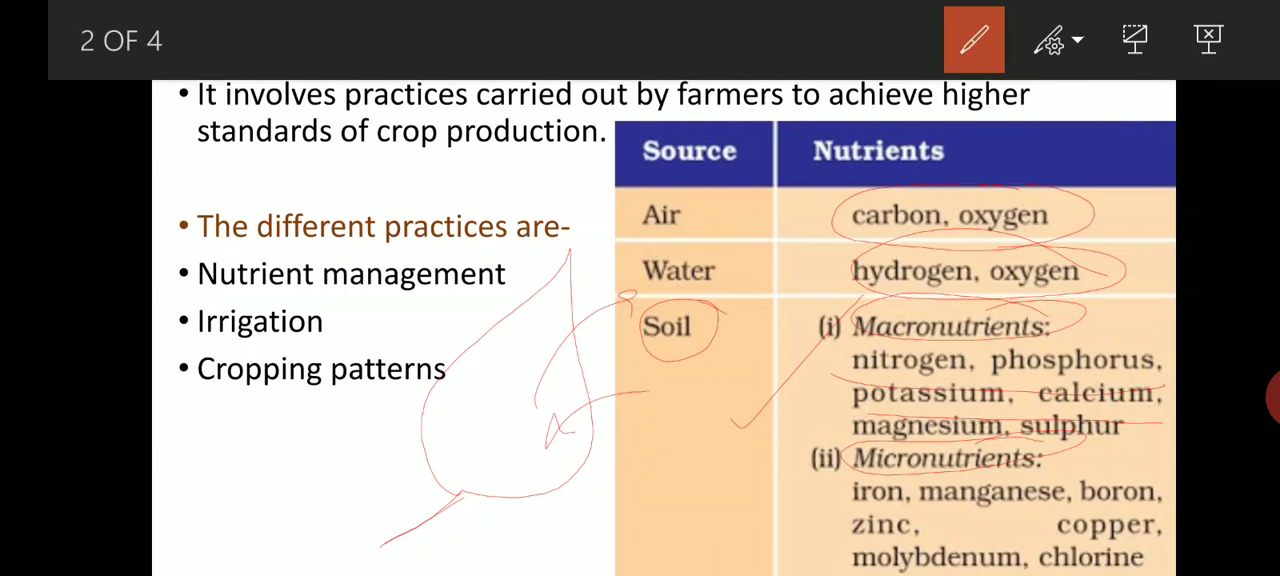 2 OF 4
• It involves practices carried out by farmers to achieve higher
standards of crop production.
• The different practices are-
• Nutrient management
• Irrigation
• Cropping patterns
Source Nutrients
Air carbon, oxygen
Water hydrogen, oxygen
Soil (i) Macronutrients:
nitrogen, phosphorus,
potassium, calcium,
magnesium, sulphur
(ii) Micronutrients:
iron, manganese, boron,
zinc, copper,
molybdenum, chlorine